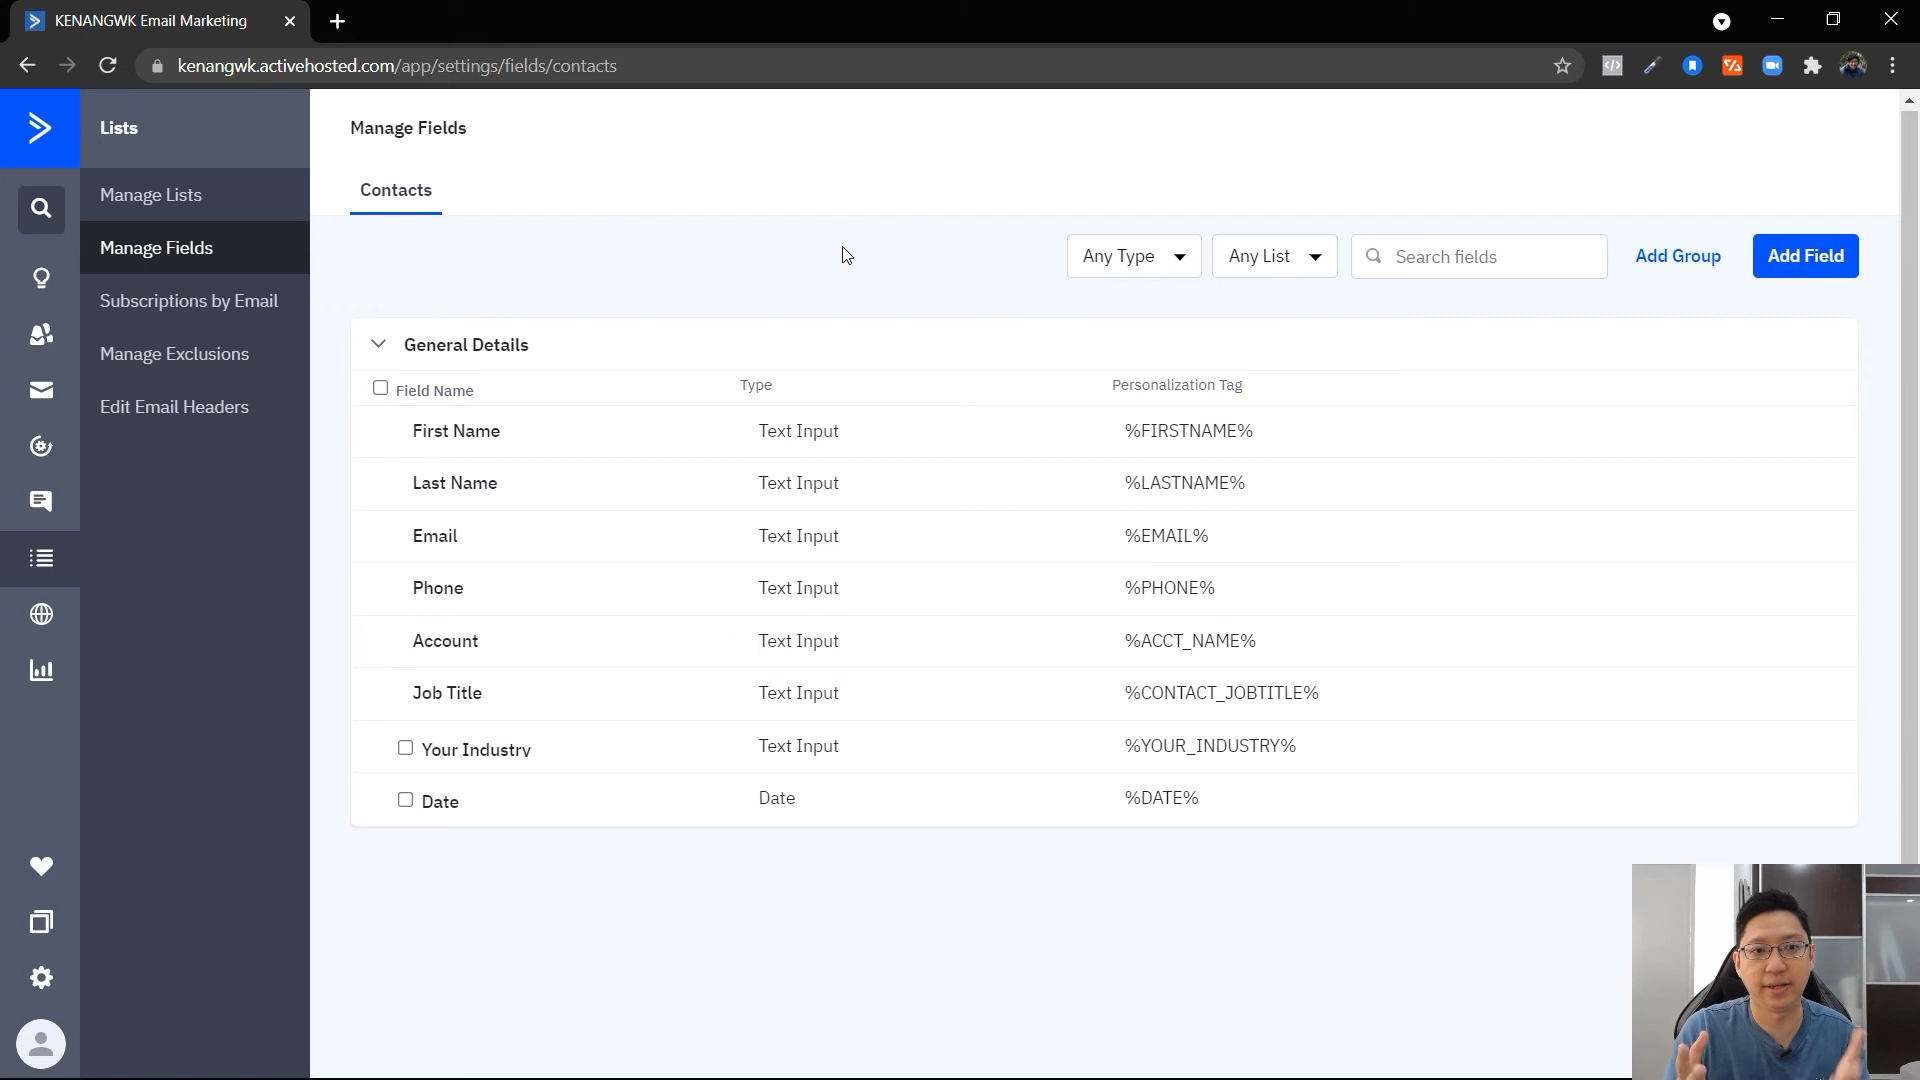 KENANGWK Email Marketing
kenangwk.activehosted.com/app/settings/fields/contacts
Lists
Manage Lists
Manage Fields
Subscriptions by Email
Manage Exclusions
Edit Email Headers
Manage Fields
Contacts
Any Type
Any List
Search fields
Add Group
Add Field
General Details
Field Name Type Personalization Tag
First Name Text Input %FIRSTNAME%
Last Name Text Input %LASTNAME%
Email Text Input %EMAIL%
Phone Text Input %PHONE%
Account Text Input %ACCT_NAME%
Job Title Text Input %CONTACT_JOBTITLE%
Your Industry Text Input %YOUR_INDUSTRY%
Date Date %DATE%